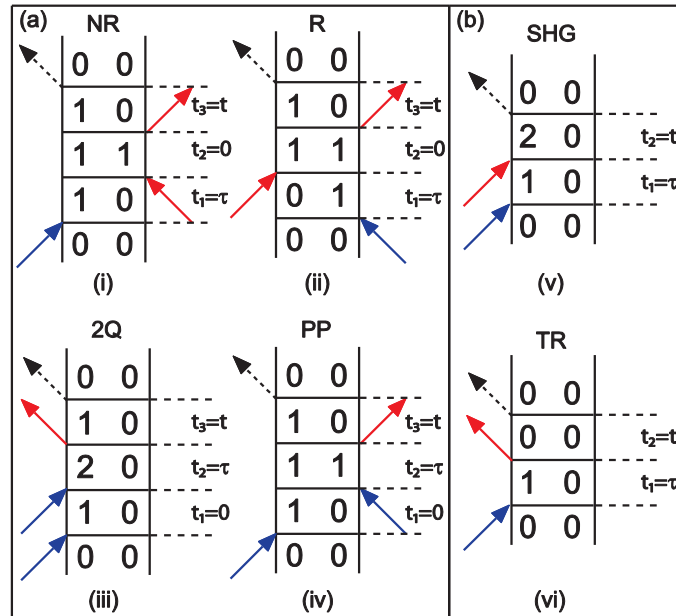 (a)
NR
0 0
1 0
t₃=t
1 1
t₂=0
1 0
t₁=τ
0 0
(i)
R
0 0
1 0
t₃=t
1 1
t₂=0
0 1
t₁=τ
0 0
(ii)
2Q
0 0
1 0
t₃=t
2 0
t₂=τ
1 0
t₁=0
0 0
(iii)
PP
0 0
1 0
t₃=t
1 1
t₂=τ
1 0
t₁=0
0 0
(iv)
(b)
SHG
0 0
2 0
t₂=t
1 0
t₁=τ
0 0
(v)
TR
0 0
0 0
t₂=t
1 0
t₁=τ
0 0
(vi)